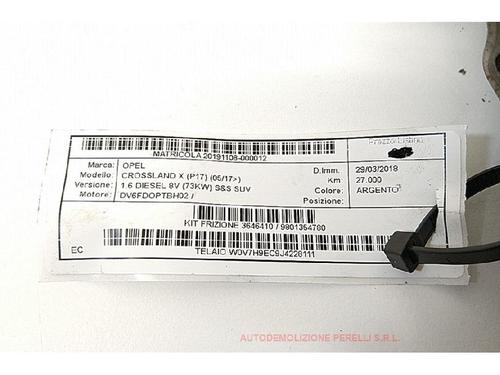 MATRICOLA 20191108-000012
Marca: OPEL
Modello: CROSSLAND X (P17) (05/17>)
Versione: 1.6 DIESEL 8V (73KW) S&S SUV
Motore: DV6FDOPTBH02 /
D.Imm. 29/03/2018
Km 27.000
Colore: ARGENTO
Posizione:
KIT FRIZIONE 3646410 / 9801364780
EC
TELAIO W0V7H9EC9J4228111
AUTODEMOLIZIONE PERELLI S.R.L.